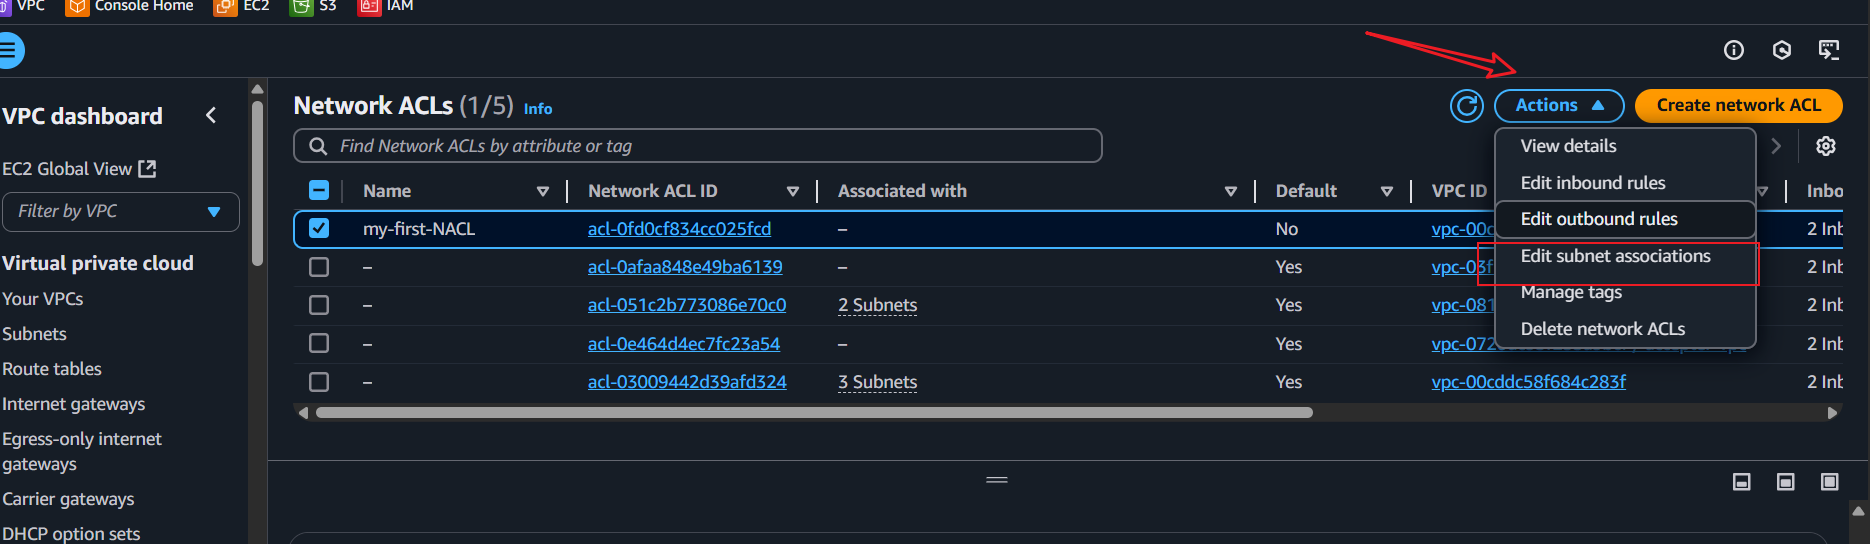 VPC Console Home EC2 S3 IAM
VPC dashboard
EC2 Global View
Filter by VPC
Virtual private cloud
Your VPCs
Subnets
Route tables
Internet gateways
Egress-only internet
gateways
Carrier gateways
DHCP option sets
Network ACLs (1/5) Info
Actions
Create network ACL
Find Network ACLs by attribute or tag
Name Network ACL ID Associated with Default VPC ID Inbo
my-first-NACL acl-0fd0cf834cc025fcd – No vpc-00c 2 Inb
– acl-0afaa848e49ba6139 – Yes vpc-03f 2 Inb
– acl-051c2b773086e70c0 2 Subnets Yes vpc-081 2 Inb
– acl-0e464d4ec7fc23a54 – Yes vpc-072 2 Inb
– acl-03009442d39afd324 3 Subnets Yes vpc-00cddc58f684c283f 2 Inb
View details
Edit inbound rules
Edit outbound rules
Edit subnet associations
Manage tags
Delete network ACLs